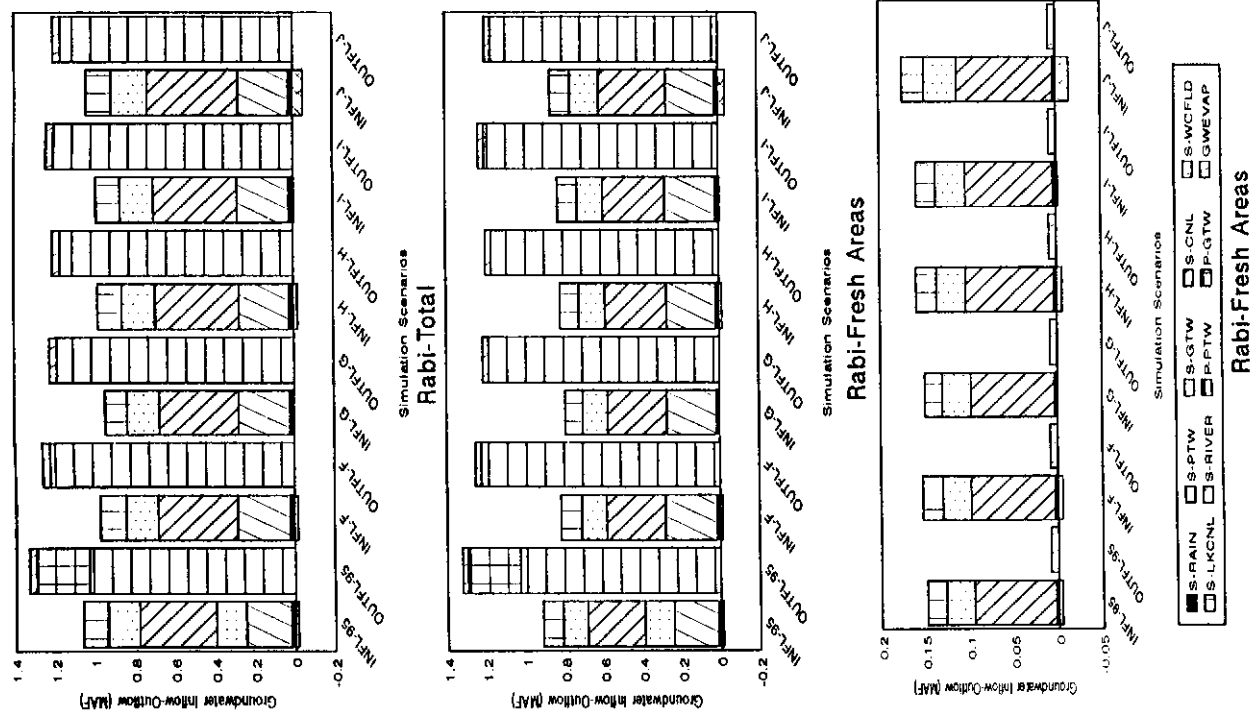 1.4
1.2
1
0.8
0.6
0.4
0.2
0
-0.2
Groundwater Inflow-Outflow (MAF)
INFL-95
OUTFL-95
INFL-F
OUTFL-F
INFL-G
OUTFL-G
INFL-H
OUTFL-H
INFL-I
OUTFL-I
INFL-J
OUTFL-J
Simulation Scenarios
Rabi-Total
1.4
1.2
1
0.8
0.6
0.4
0.2
0
-0.2
Groundwater Inflow-Outflow (MAF)
INFL-95
OUTFL-95
INFL-F
OUTFL-F
INFL-G
OUTFL-G
INFL-H
OUTFL-H
INFL-I
OUTFL-I
INFL-J
OUTFL-J
Simulation Scenarios
Rabi-Fresh Areas
0.2
0.15
0.1
0.05
0
-0.05
Groundwater Inflow-Outflow (MAF)
INFL-95
OUTFL-95
INFL-F
OUTFL-F
INFL-G
OUTFL-G
INFL-H
OUTFL-H
INFL-I
OUTFL-I
INFL-J
OUTFL-J
Simulation Scenarios
S-RAIN S-PTW S-GTW S-CNL S-WCFLD
S-LKCNL S-RIVER P-PTW P-GTW GWEVAP
Rabi-Fresh Areas